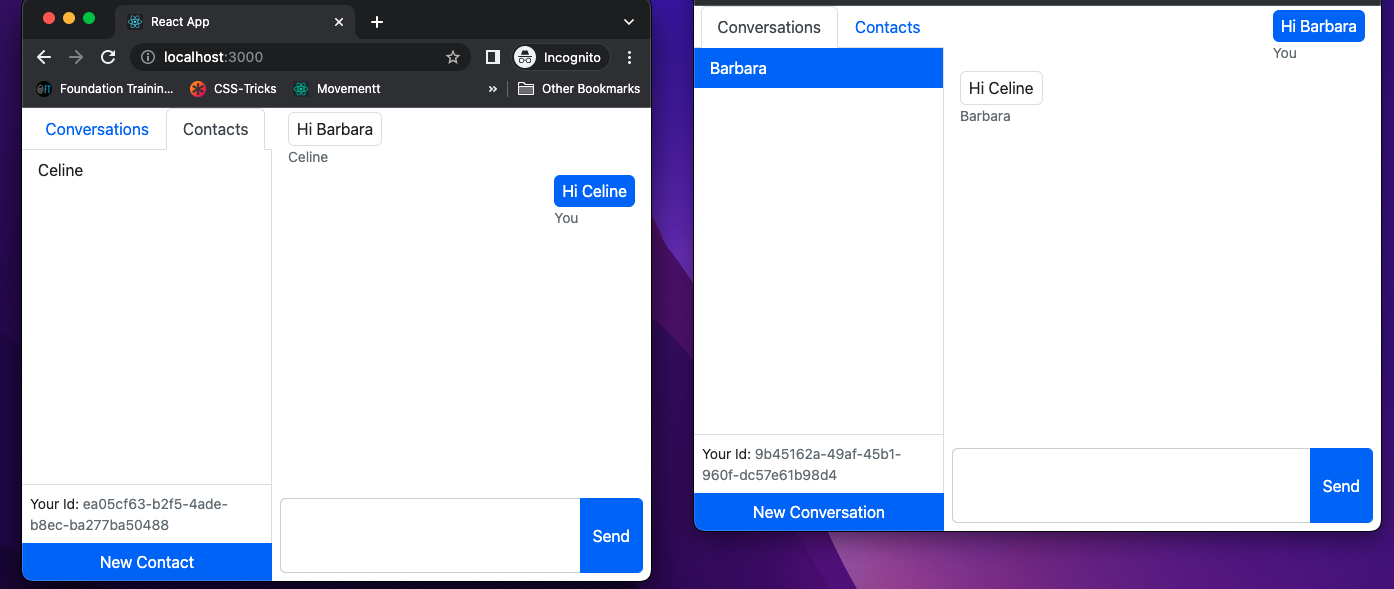 React App
localhost:3000
Incognito
Foundation Trainin...
CSS-Tricks
Movementt
»
Other Bookmarks
Conversations
Contacts
Celine
Hi Barbara
Celine
Hi Celine
You
Your Id: ea05cf63-b2f5-4ade-
b8ec-ba277ba50488
New Contact
Send
Conversations
Contacts
Barbara
Hi Barbara
You
Hi Celine
Barbara
Your Id: 9b45162a-49af-45b1-
960f-dc57e61b98d4
New Conversation
Send